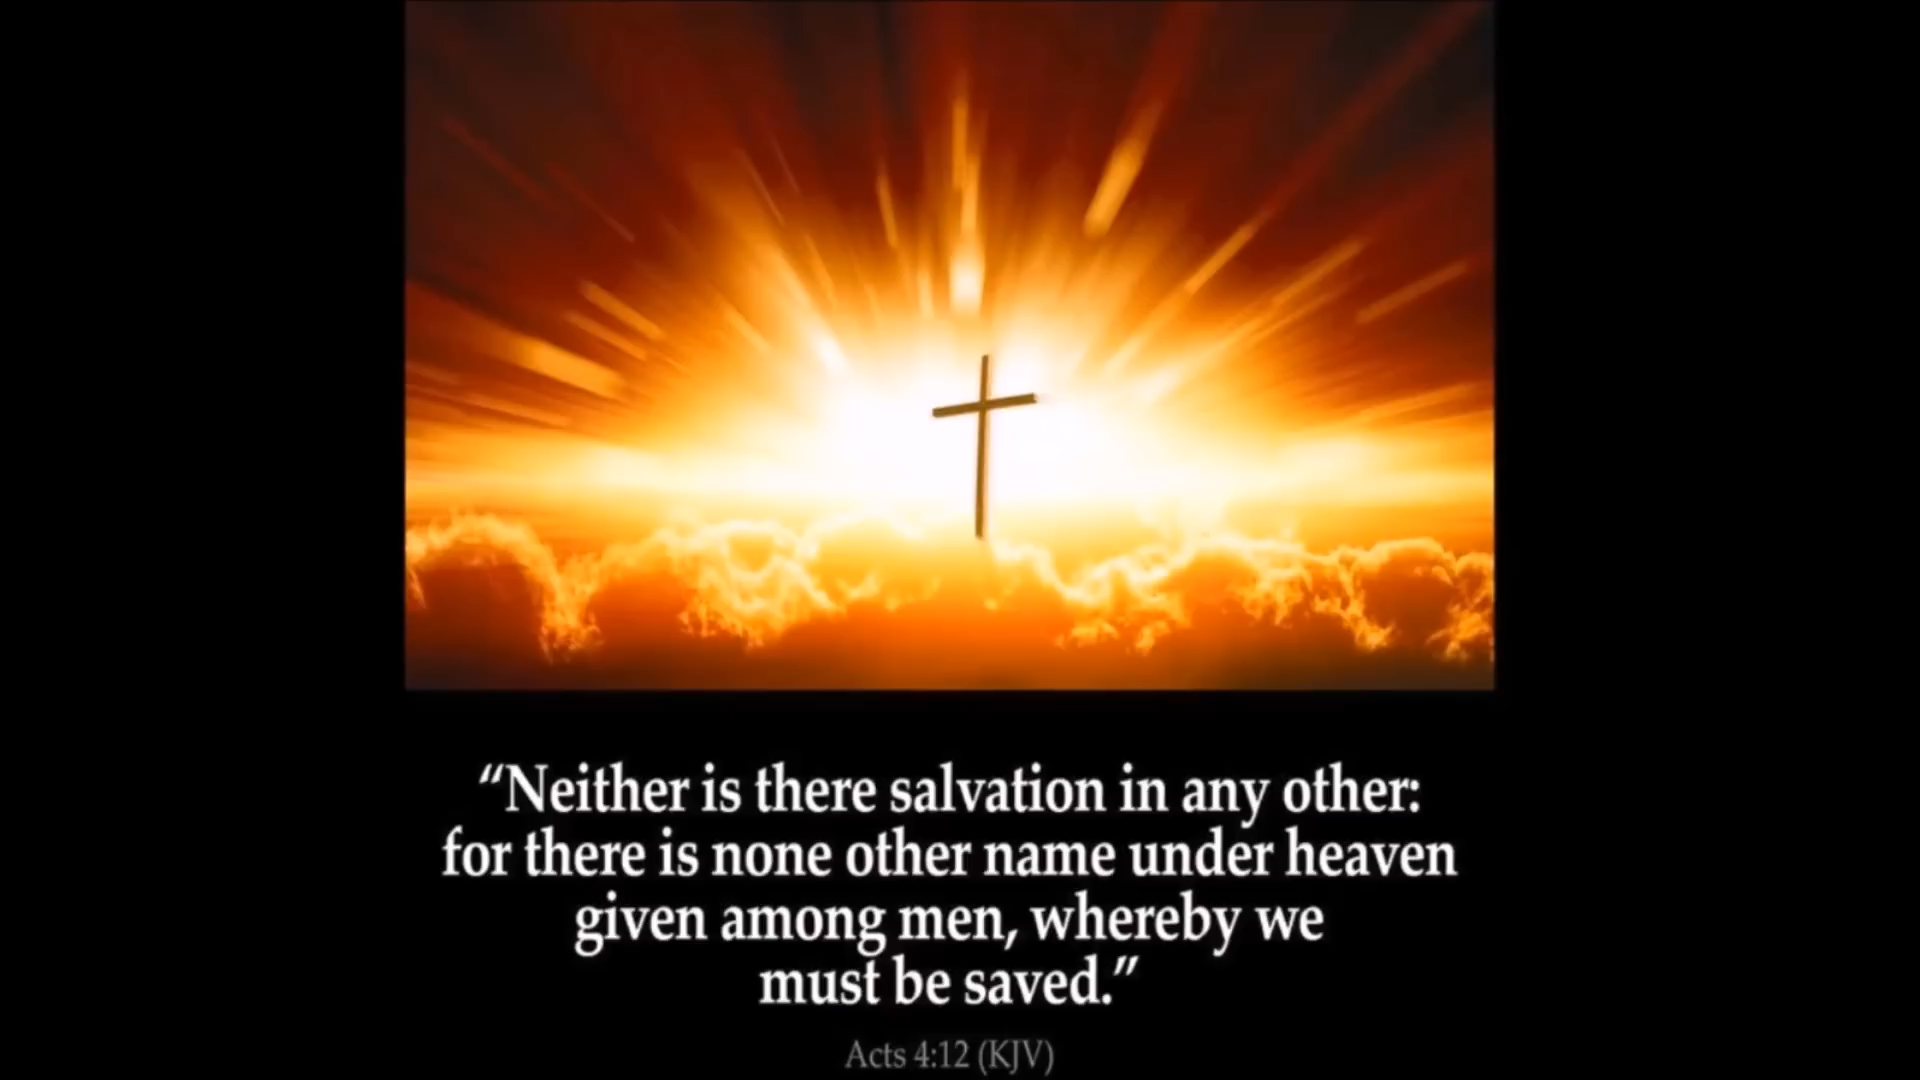 “Neither is there salvation in any other:
for there is none other name under heaven
given among men, whereby we
must be saved.”
Acts 4:12 (KJV)